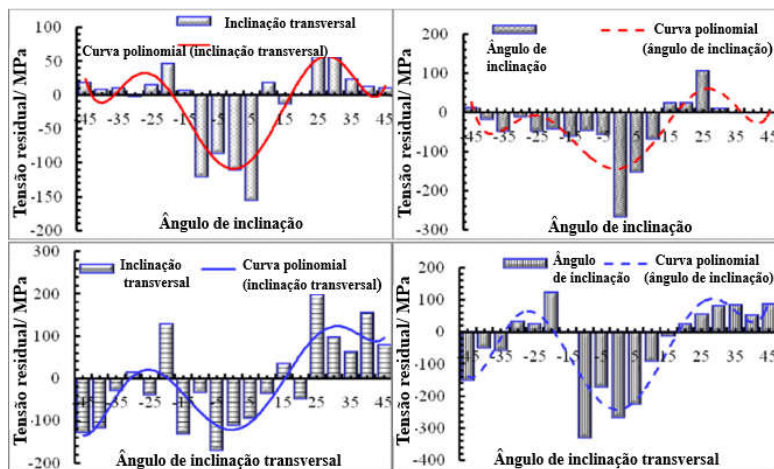 Inclinação transversal
Curva polinomial (inclinação transversal)
Tensão residual/ MPa
100
50
0
-50
-100
-150
-200
-45 -35 -25 -15 -5 5 15 25 35 45
Ângulo de inclinação
Ângulo de
inclinação
Curva polinomial
(ângulo de inclinação)
Tensão residual/ MPa
200
100
0
-100
-200
-300
-45 -35 -25 -15 -5 5 15 25 35 45
Ângulo de inclinação
Inclinação
transversal
Curva polinomial
(inclinação transversal)
Tensão residual/ MPa
300
200
100
0
-100
-200
-45 -35 -25 -15 -5 5 15 25 35 45
Ângulo de inclinação transversal
Ângulo
de inclinação
Curva polinomial
(ângulo de inclinação)
Tensão residual/ MPa
200
100
0
-100
-200
-300
-400
-45 -35 -25 -15 -5 5 15 25 35 45
Ângulo de inclinação transversal